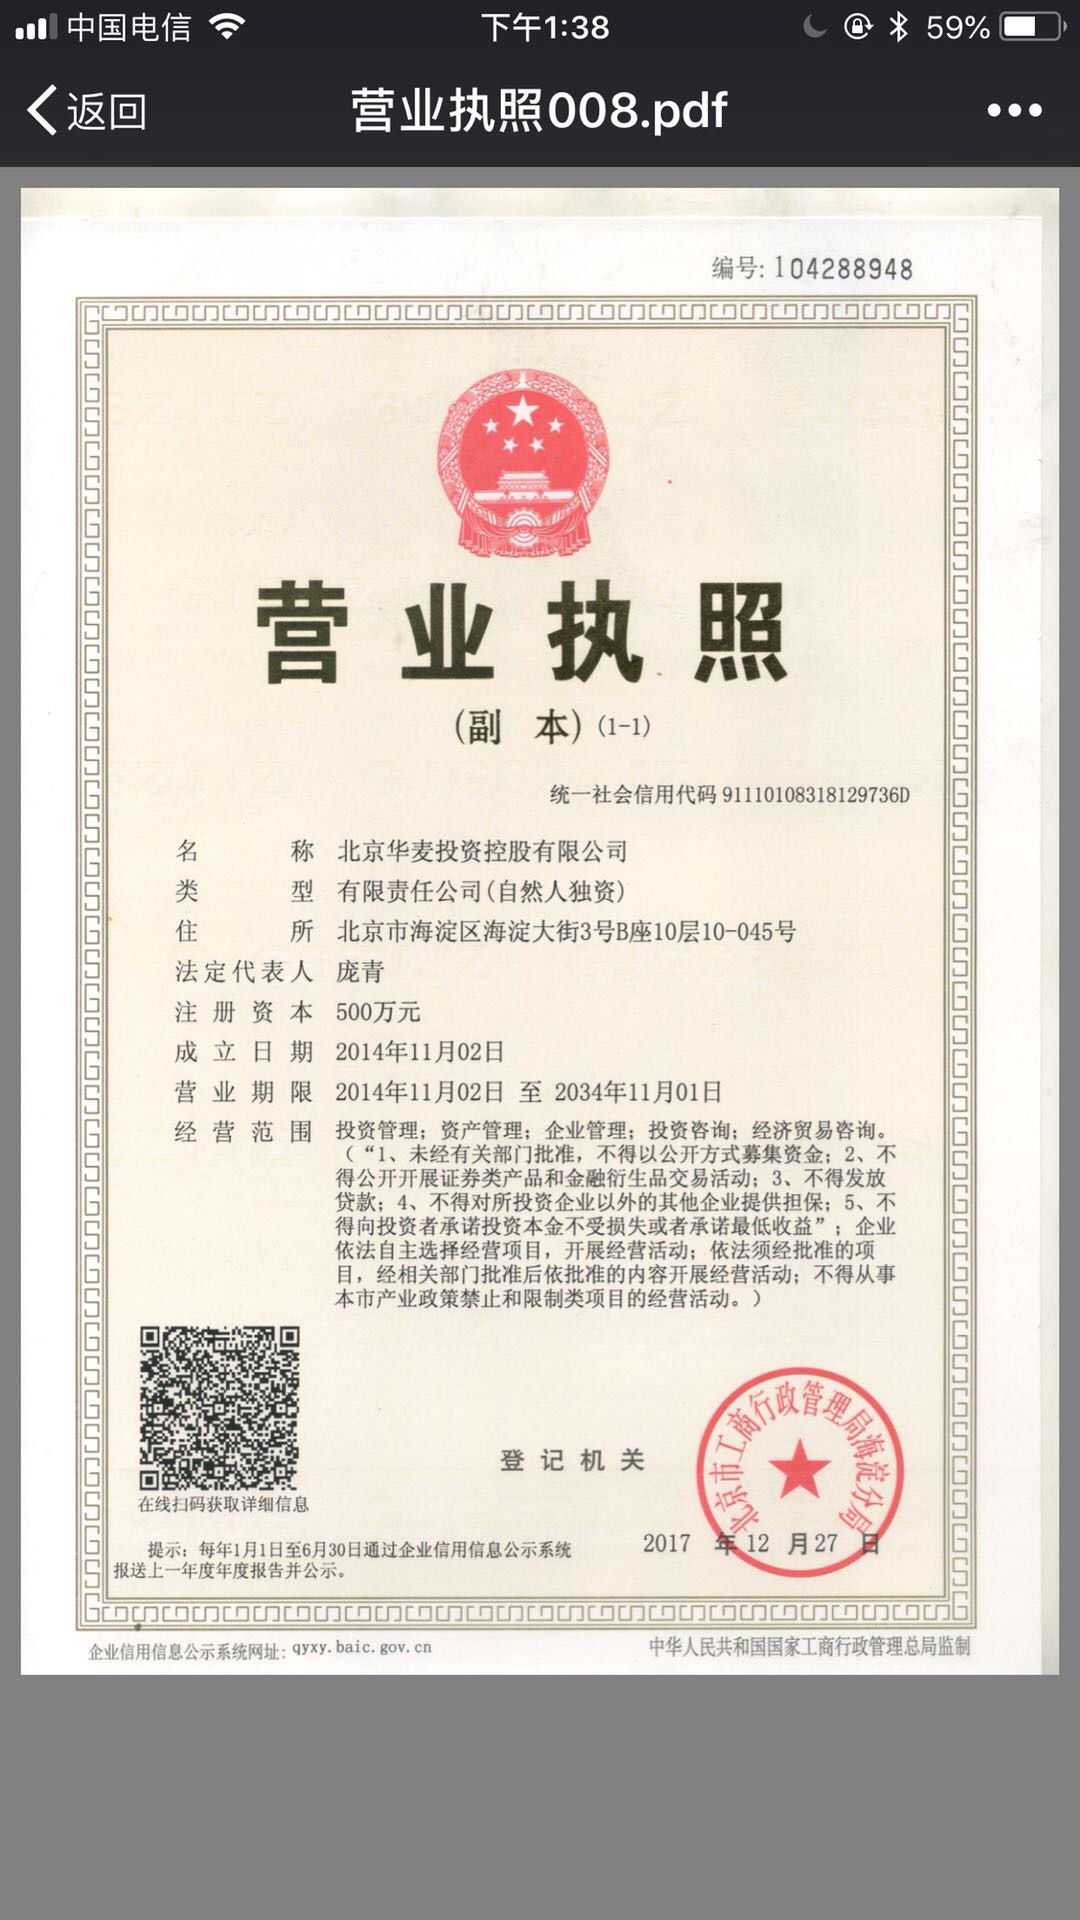 中国电信 下午1:38 59%
返回 营业执照008.pdf
编号: 104288948
营业执照
(副 本) (1-1)
统一社会信用代码 91110108318129736D
名 称 北京华麦投资控股有限公司
类 型 有限责任公司(自然人独资)
住 所 北京市海淀区海淀大街3号B座10层10-045号
法定代表人 庞青
注册资本 500万元
成立日期 2014年11月02日
营业期限 2014年11月02日 至 2034年11月01日
经营范围 投资管理；资产管理；企业管理；投资咨询；经济贸易咨询。
（“1、未经有关部门批准，不得以公开方式募集资金；2、不
得公开开展证券类产品和金融衍生品交易活动；3、不得发放
贷款；4、不得对所投资企业以外的其他企业提供担保；5、不
得向投资者承诺投资本金不受损失或者承诺最低收益”；企业
依法自主选择经营项目，开展经营活动；依法须经批准的项
目，经相关部门批准后依批准的内容开展经营活动；不得从事
本市产业政策禁止和限制类项目的经营活动。）
在线扫码获取详细信息
登记机关
北京市工商行政管理局海淀分局
2017 年 12 月 27 日
提示：每年1月1日至6月30日通过企业信用信息公示系统
报送上一年度年度报告并公示。
企业信用信息公示系统网址：qyxy.baic.gov.cn
中华人民共和国国家工商行政管理总局监制